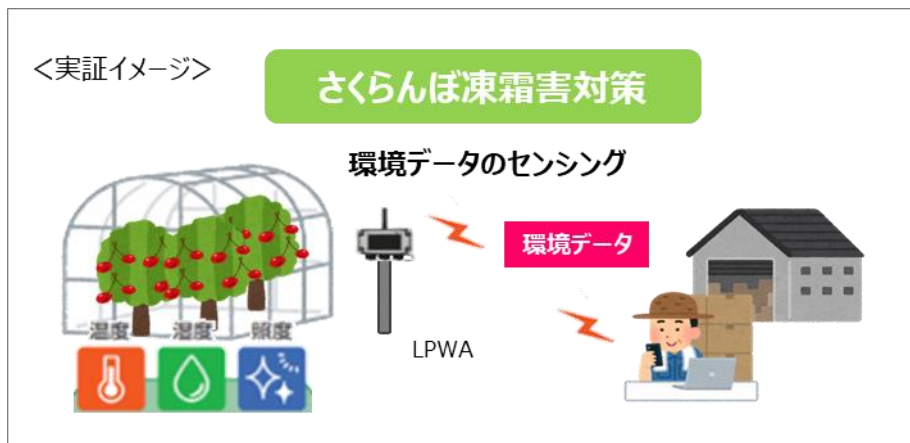 ＜実証イメージ＞
さくらんぼ凍霜害対策
環境データのセンシング
環境データ
LPWA
温度 湿度 照度